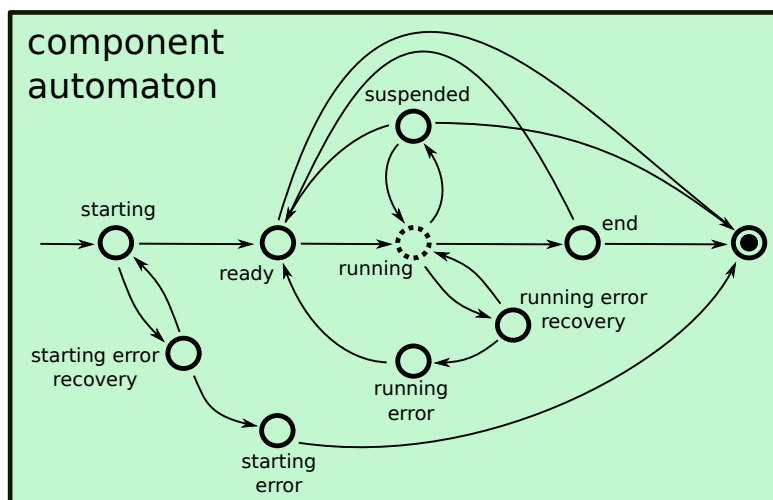 component
automaton
suspended
starting
end
ready
running
running error
recovery
starting error
recovery
running
error
starting
error